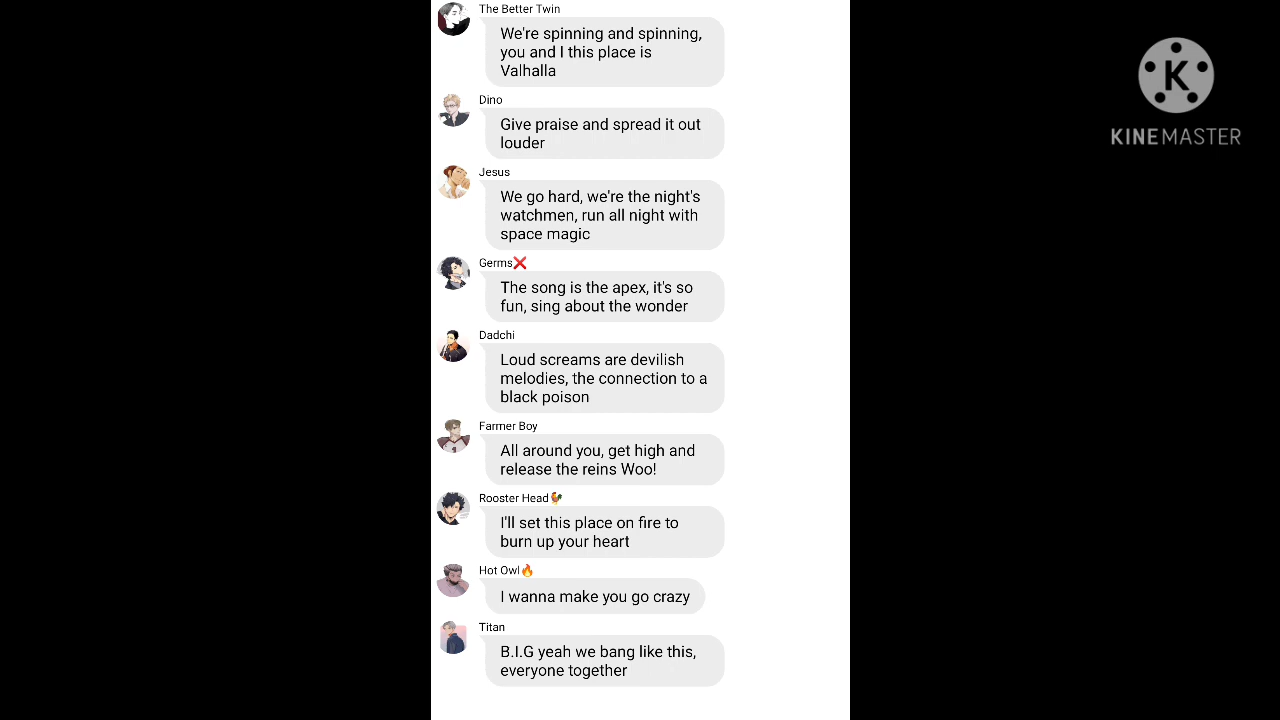 The Better Twin
We're spinning and spinning,
you and I this place is
Valhalla
Dino
Give praise and spread it out
louder
Jesus
We go hard, we're the night's
watchmen, run all night with
space magic
Germs❌
The song is the apex, it's so
fun, sing about the wonder
Dadchi
Loud screams are devilish
melodies, the connection to a
black poison
Farmer Boy
All around you, get high and
release the reins Woo!
Rooster Head🐓
I'll set this place on fire to
burn up your heart
Hot Owl🔥
I wanna make you go crazy
Titan
B.I.G yeah we bang like this,
everyone together
K
KINEMASTER